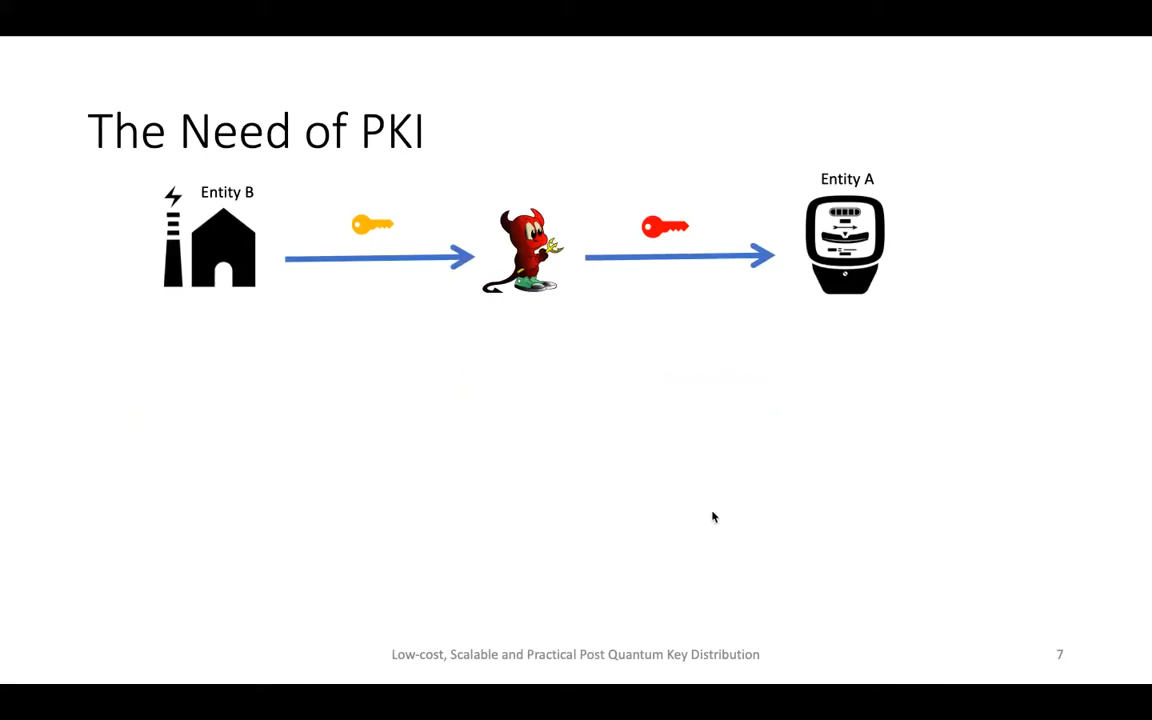 The Need of PKI
Entity B
Entity A
Low-cost, Scalable and Practical Post Quantum Key Distribution
7